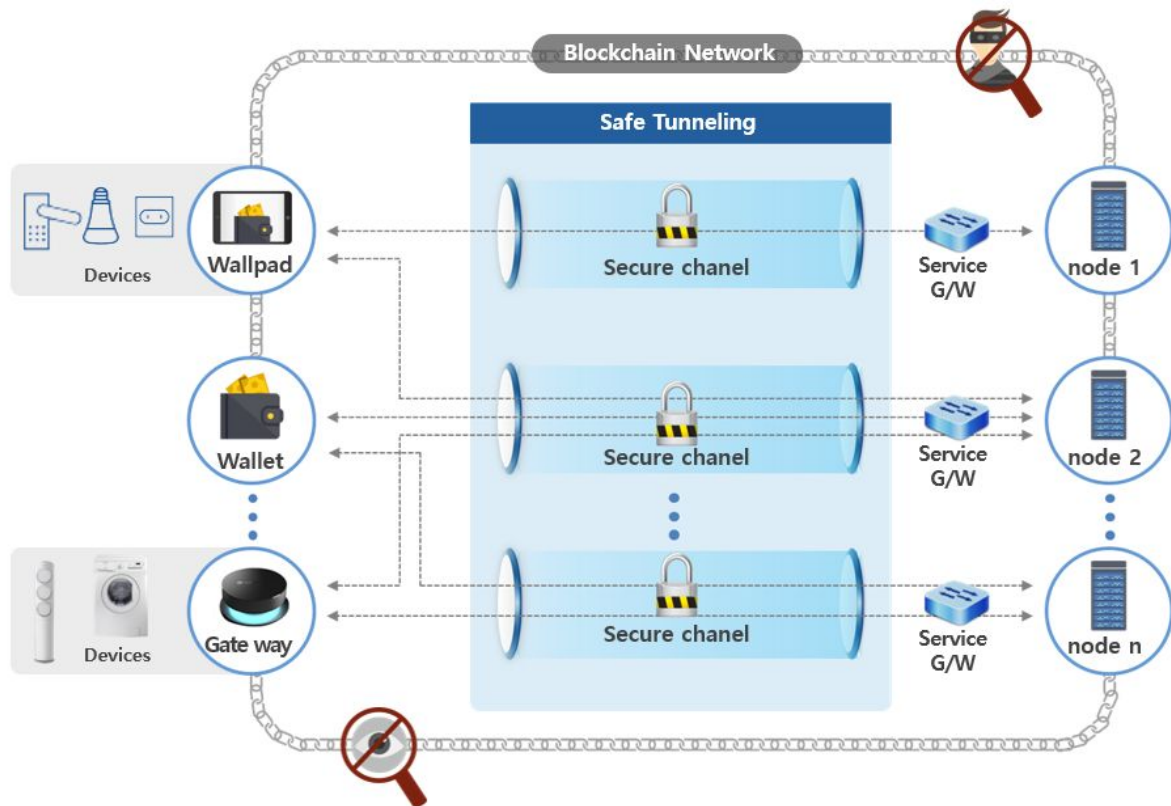 Blockchain Network
Safe Tunneling
Devices
Wallpad
Secure chanel
Service
G/W
node 1
Wallet
Secure chanel
Service
G/W
node 2
Devices
Gate way
Secure chanel
Service
G/W
node n